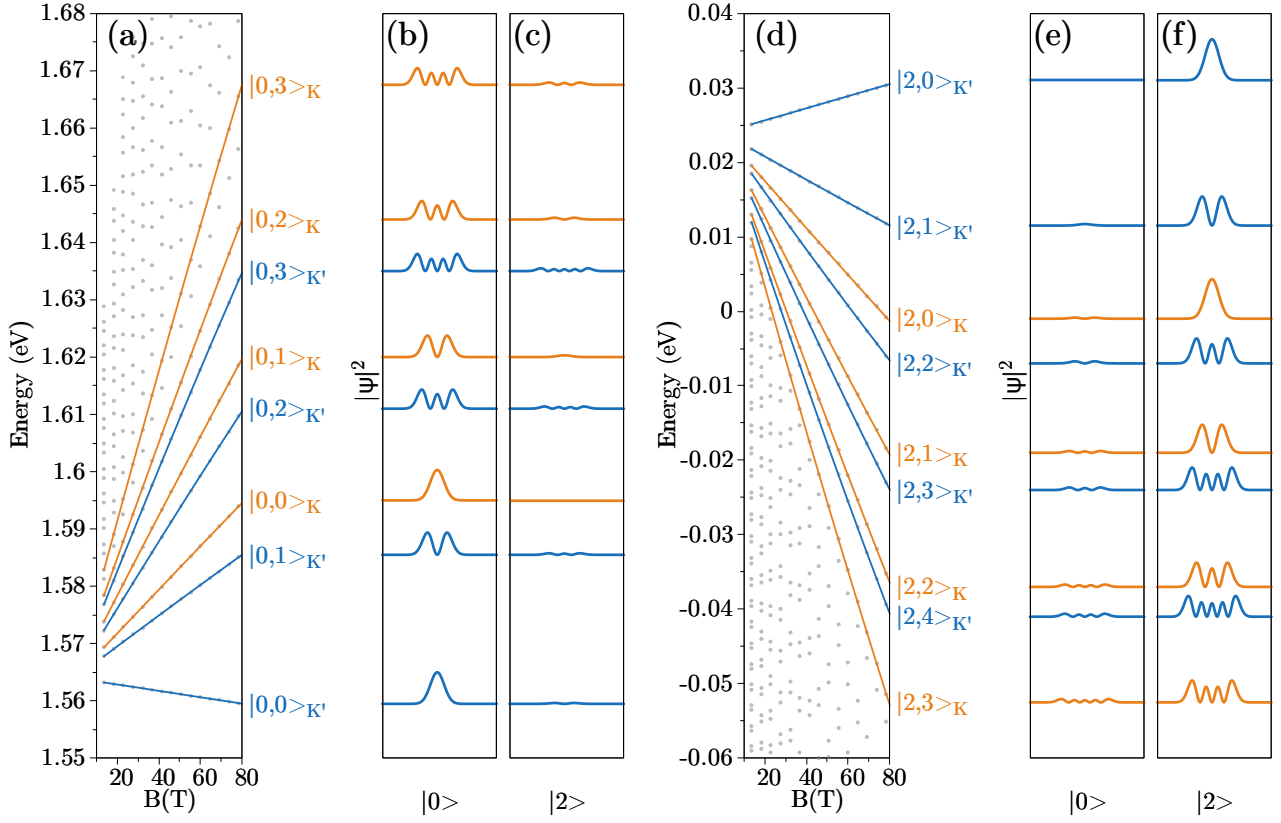 (a)
Energy (eV)
1.68
1.67
1.66
1.65
1.64
1.63
1.62
1.61
1.6
1.59
1.58
1.57
1.56
1.55
20
40
60
80
B(T)
|0,3>K
|0,2>K
|0,3>K'
|0,1>K
|0,2>K'
|0,0>K
|0,1>K'
|0,0>K'
(b)
|ψ|²
|0>
(c)
|2>
(d)
Energy (eV)
0.04
0.03
0.02
0.01
0
-0.01
-0.02
-0.03
-0.04
-0.05
-0.06
20
40
60
80
B(T)
|2,0>K'
|2,1>K'
|2,0>K
|2,2>K'
|2,1>K
|2,3>K'
|2,2>K
|2,4>K'
|2,3>K
(e)
|ψ|²
|0>
(f)
|2>